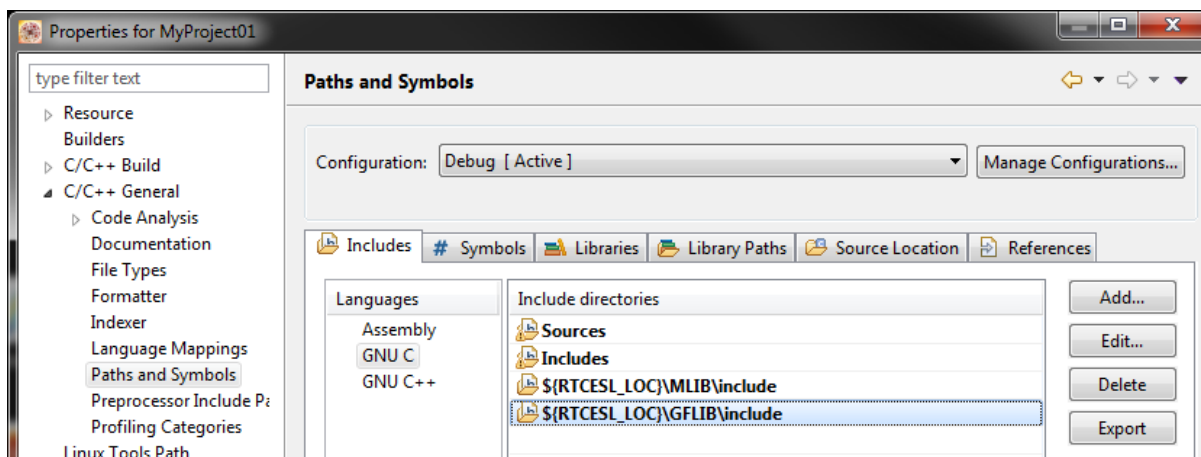 Properties for MyProject01
type filter text
Resource
Builders
C/C++ Build
C/C++ General
Code Analysis
Documentation
File Types
Formatter
Indexer
Language Mappings
Paths and Symbols
Preprocessor Include Pa
Profiling Categories
Linux Tools Path
Paths and Symbols
Configuration: Debug [ Active ] Manage Configurations...
Includes # Symbols Libraries Library Paths Source Location References
Languages
Assembly
GNU C
GNU C++
Include directories
Sources
Includes
${RTCESL_LOC}\MLIB\include
${RTCESL_LOC}\GFLIB\include
Add...
Edit...
Delete
Export